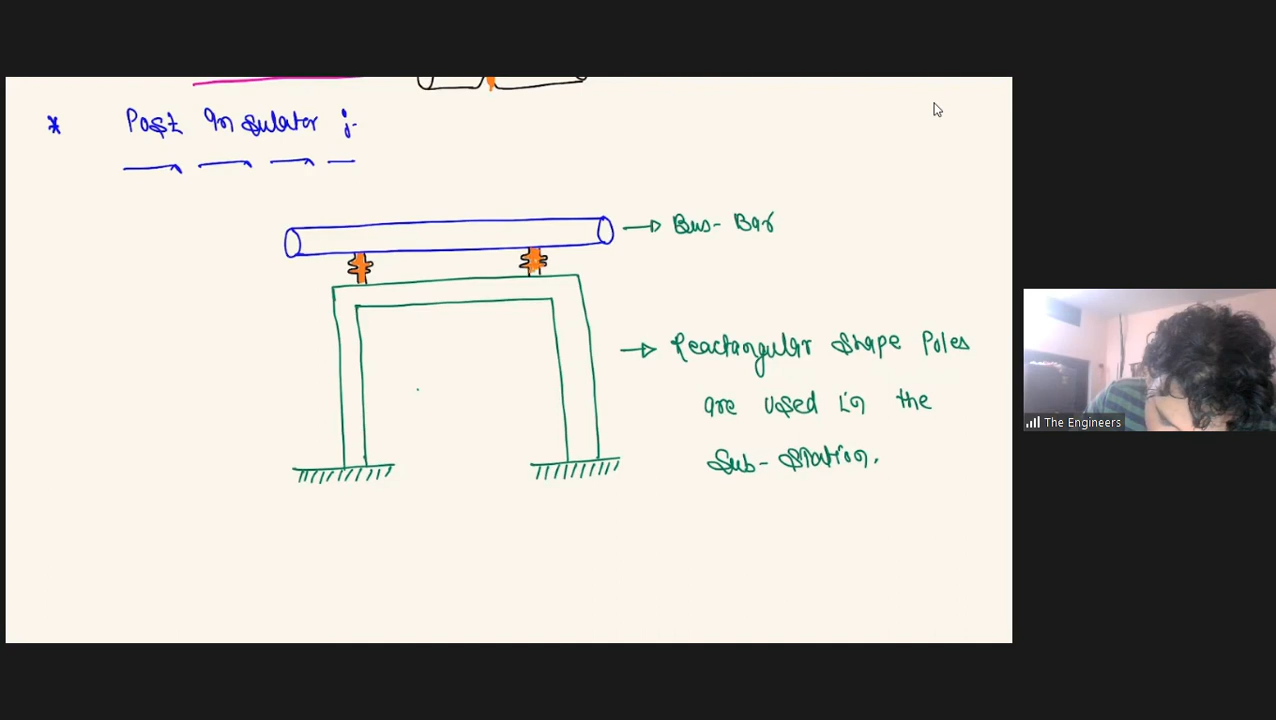 * Post Insulator :-
Bus-Bar
Reactangular Shape Poles
are used in the
Sub-Station.
The Engineers